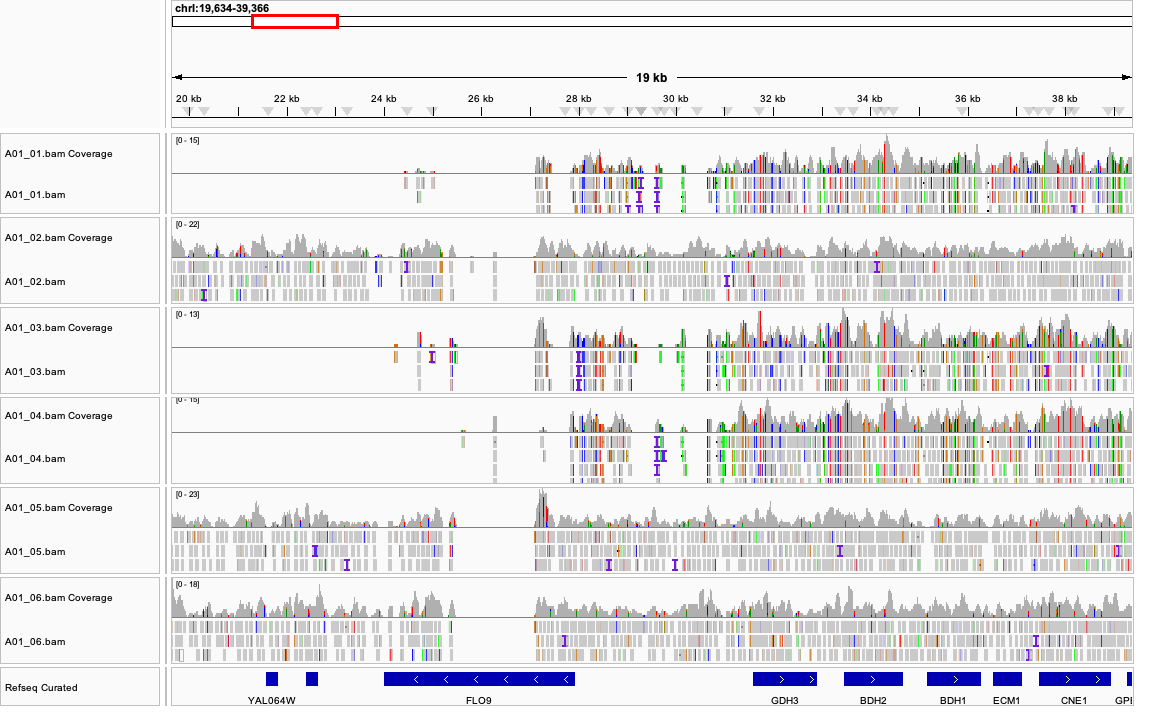 chrI:19,634-39,366
19 kb
20 kb 22 kb 24 kb 26 kb 28 kb 30 kb 32 kb 34 kb 36 kb 38 kb
[0 - 15]
A01_01.bam Coverage
A01_01.bam
[0 - 22]
A01_02.bam Coverage
A01_02.bam
[0 - 13]
A01_03.bam Coverage
A01_03.bam
[0 - 15]
A01_04.bam Coverage
A01_04.bam
[0 - 23]
A01_05.bam Coverage
A01_05.bam
[0 - 18]
A01_06.bam Coverage
A01_06.bam
Refseq Curated
YAL064W FLO9 GDH3 BDH2 BDH1 ECM1 CNE1 GPI